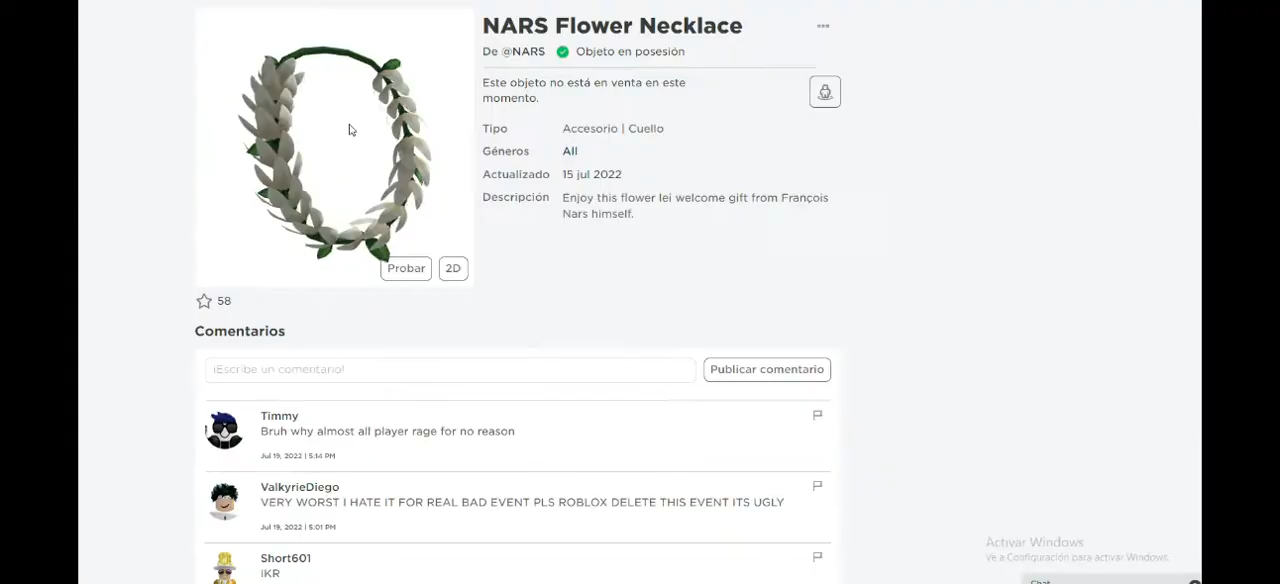 NARS Flower Necklace
De @NARS Objeto en posesión
Este objeto no está en venta en este
momento.
Tipo Accesorio | Cuello
Géneros All
Actualizado 15 jul 2022
Descripción Enjoy this flower lei welcome gift from François
Nars himself.
Probar 2D
58
Comentarios
¡Escribe un comentario! Publicar comentario
Timmy
Bruh why almost all player rage for no reason
Jul 19, 2022 | 5:14 PM
ValkyrieDiego
VERY WORST I HATE IT FOR REAL BAD EVENT PLS ROBLOX DELETE THIS EVENT ITS UGLY
Jul 19, 2022 | 5:01 PM
Short601
IKR
Activar Windows
Ve a Configuración para activar Windows.
Chat